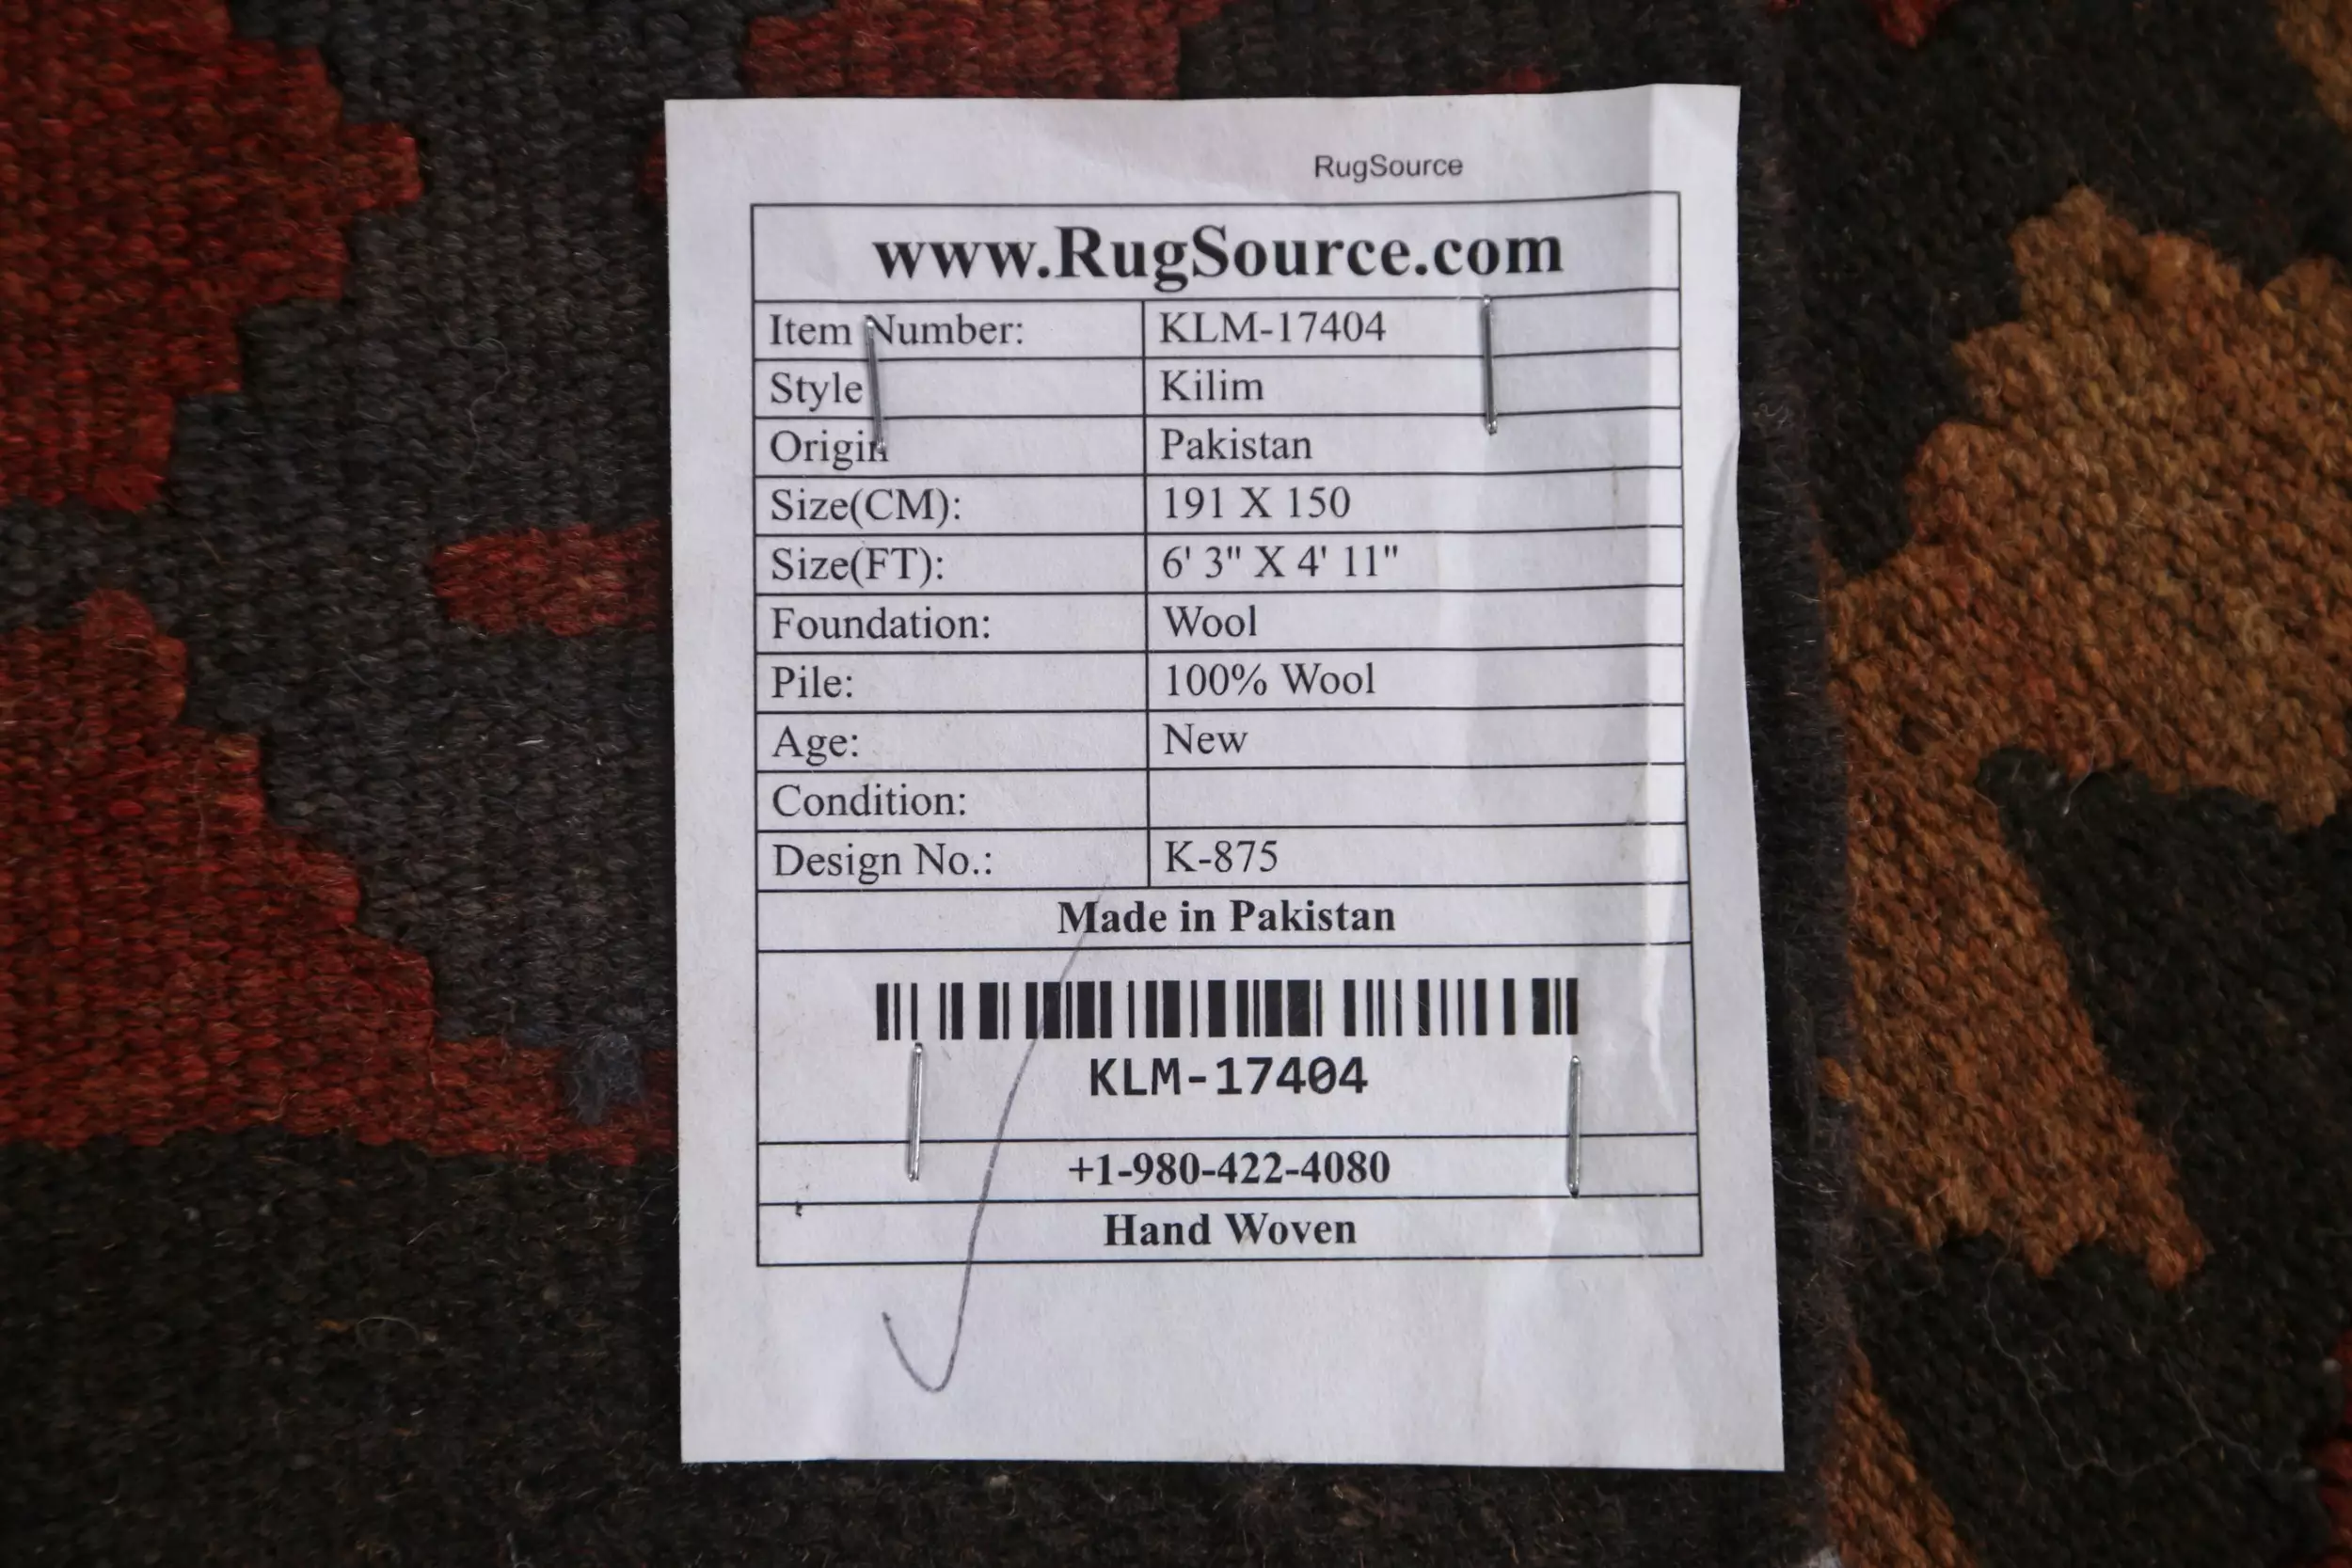 RugSource
www.RugSource.com
Item Number: KLM-17404
Style Kilim
Origin Pakistan
Size(CM): 191 X 150
Size(FT): 6' 3" X 4' 11"
Foundation: Wool
Pile: 100% Wool
Age: New
Condition:
Design No.: K-875
Made in Pakistan
KLM-17404
+1-980-422-4080
Hand Woven